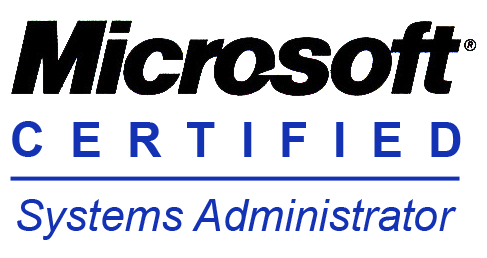 Microsoft®
CERTIFIED
Systems Administrator